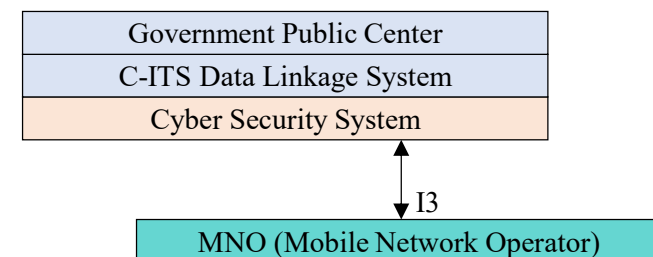 Government Public Center
C-ITS Data Linkage System
Cyber Security System
I3
MNO (Mobile Network Operator)